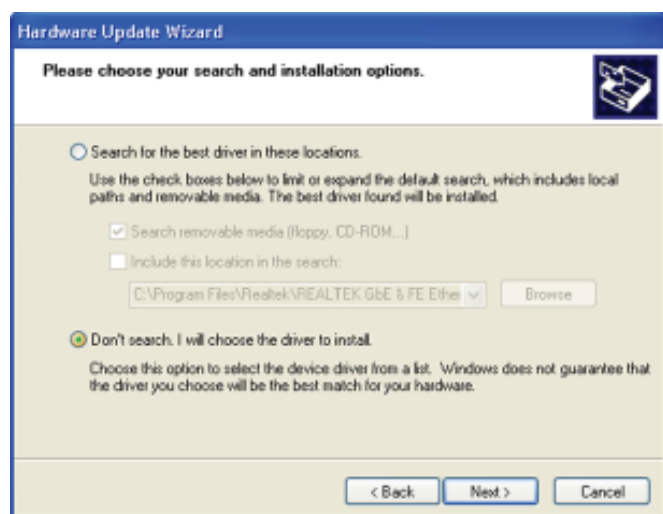 Hardware Update Wizard
Please choose your search and installation options.
Search for the best driver in these locations.
Use the check boxes below to limit or expand the default search, which includes local
paths and removable media. The best driver found will be installed.
Search removable media (floppy, CD-ROM...)
Include this location in the search:
C:\Program Files\Realtek\REALTEK GbE & FE Ether
Browse
Don't search. I will choose the driver to install.
Choose this option to select the device driver from a list. Windows does not guarantee that
the driver you choose will be the best match for your hardware.
< Back Next > Cancel